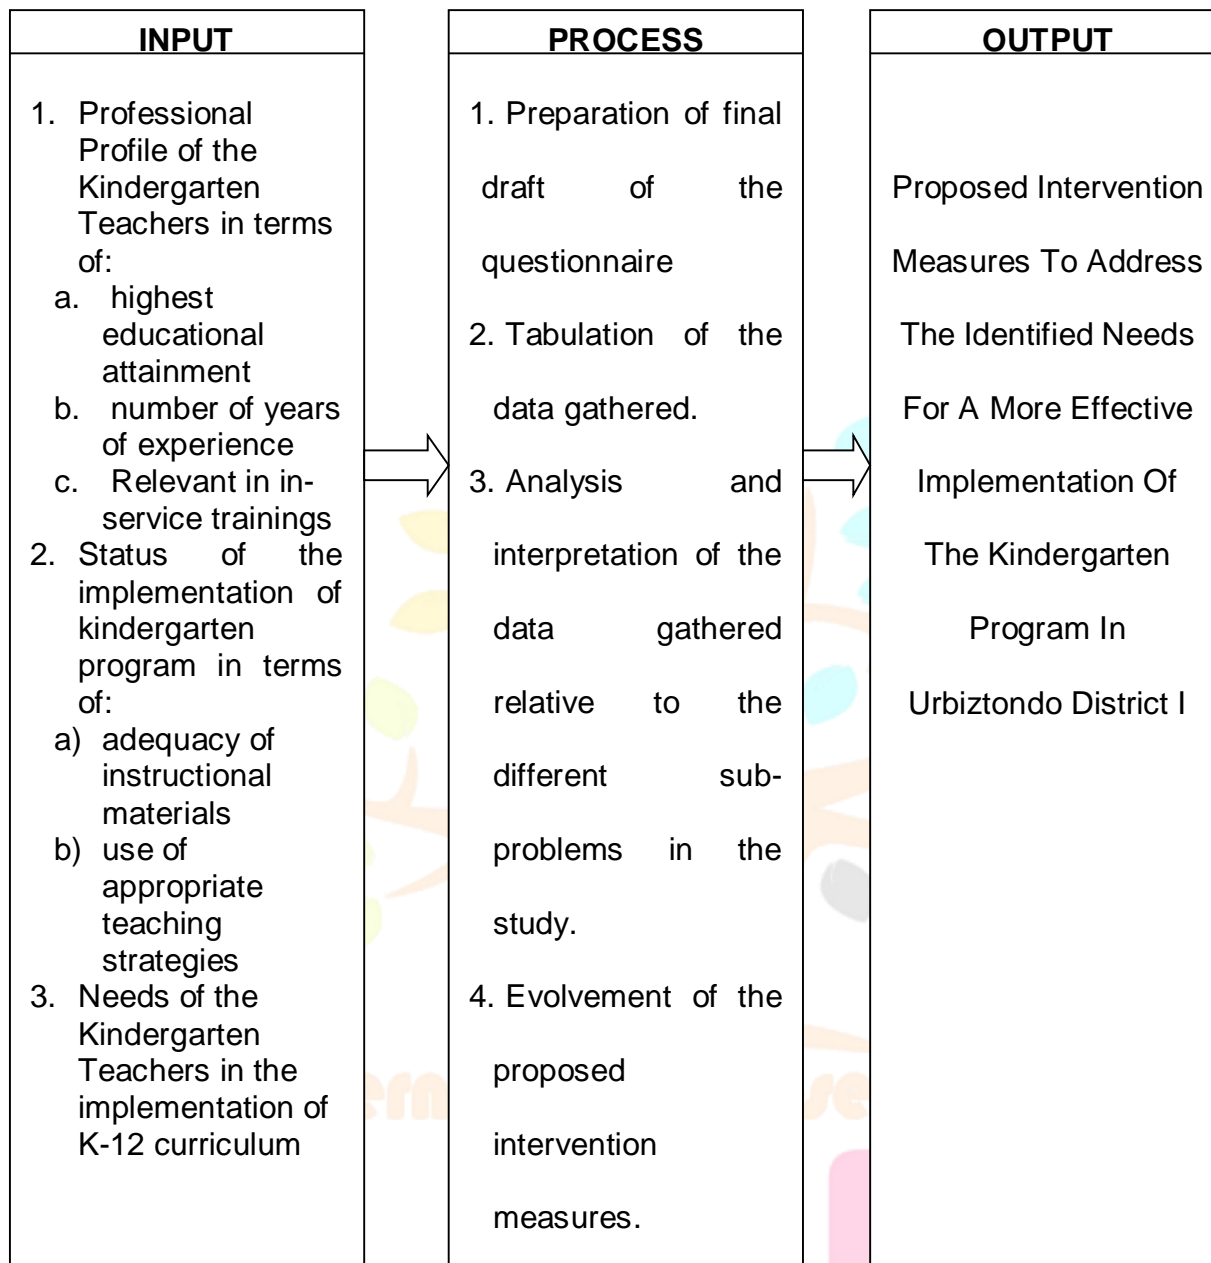 INPUT
1. Professional
Profile of the
Kindergarten
Teachers in terms
of:
a. highest
educational
attainment
b. number of years
of experience
c. Relevant in in-
service trainings
2. Status of the
implementation of
kindergarten
program in terms
of:
a) adequacy of
instructional
materials
b) use of
appropriate
teaching
strategies
3. Needs of the
Kindergarten
Teachers in the
implementation of
K-12 curriculum
PROCESS
1. Preparation of final
draft of the
questionnaire
2. Tabulation of the
data gathered.
3. Analysis and
interpretation of the
data gathered
relative to the
different sub-
problems in the
study.
4. Evolvement of the
proposed
intervention
measures.
OUTPUT
Proposed Intervention
Measures To Address
The Identified Needs
For A More Effective
Implementation Of
The Kindergarten
Program In
Urbiztondo District I